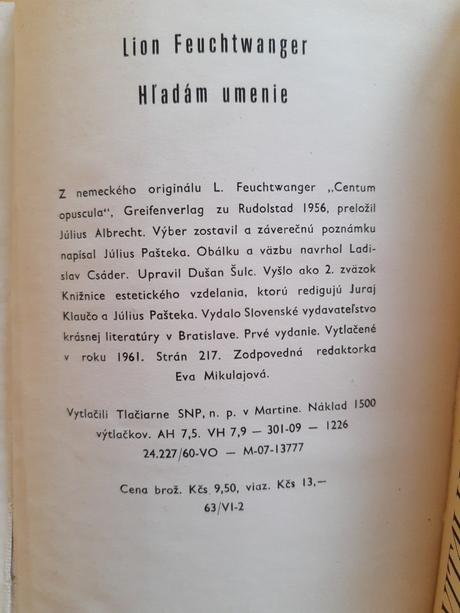 Lion Feuchtwanger
Hľadám umenie
Z nemeckého originálu L. Feuchtwanger „Centum
opuscula“, Greifenverlag zu Rudolstad 1956, preložil
Július Albrecht. Výber zostavil a záverečnú poznámku
napísal Július Pašteka. Obálku a väzbu navrhol Ladi-
slav Csáder. Upravil Dušan Šulc. Vyšlo ako 2. zväzok
Knižnice estetického vzdelania, ktorú redigujú Juraj
Klaučo a Július Pašteka. Vydalo Slovenské vydavateľstvo
krásnej literatúry v Bratislave. Prvé vydanie. Vytlačené
v roku 1961. Strán 217. Zodpovedná redaktorka
Eva Mikulajová.
Vytlačili Tlačiarne SNP, n. p. v Martine. Náklad 1500
výtlačkov. AH 7,5. VH 7,9 — 301-09 — 1226
24.227/60-VO — M-07-13777
Cena brož. Kčs 9,50, viaz. Kčs 13,—
63/VI-2